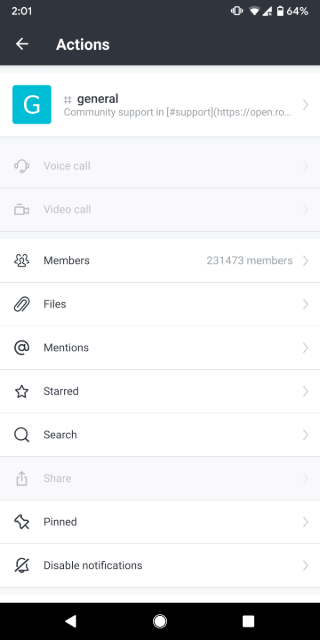 2:01
64%
Actions
G
# general
Community support in [#support](https://open.ro...
Voice call
Video call
Members
231473 members
Files
@ Mentions
Starred
Search
Share
Pinned
Disable notifications